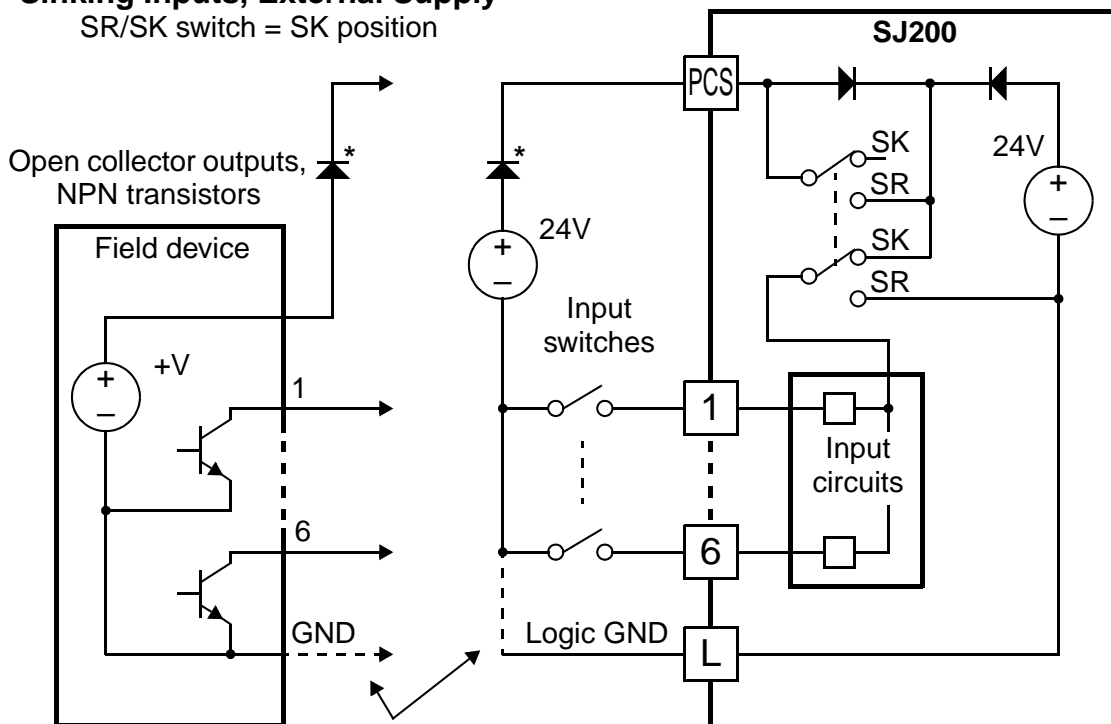 Sinking Inputs, External Supply
SR/SK switch = SK position
SJ200
PCS
*
*
SK
SR
24V
+
–
SK
SR
Open collector outputs,
NPN transistors
Field device
24V
+
–
Input
switches
+V
+
–
1
1
Input
circuits
6
6
GND
Logic GND
L